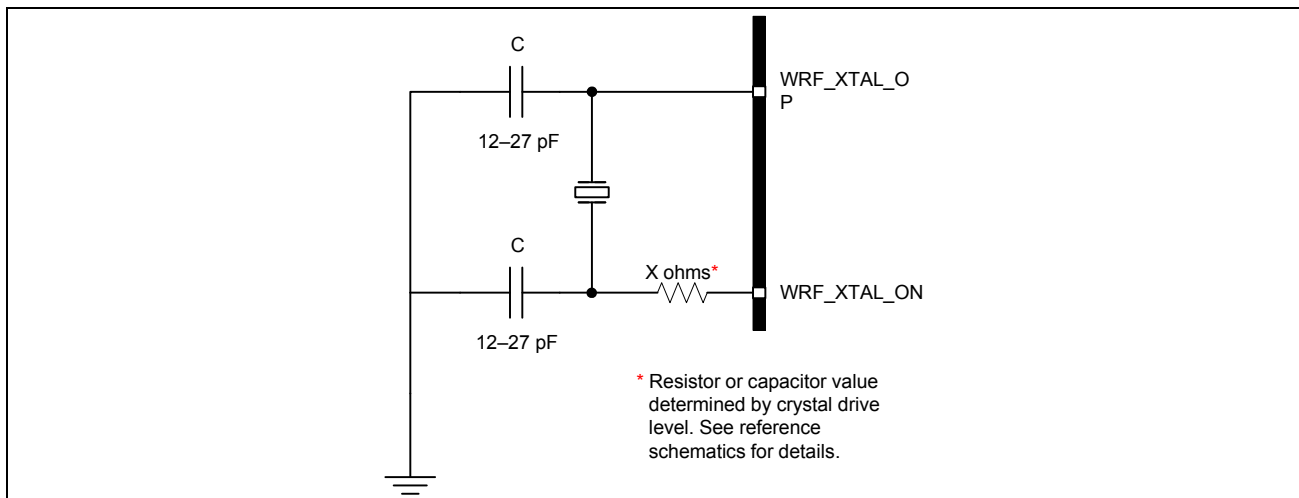 C
WRF_XTAL_O
P
12–27 pF
C
X ohms*
WRF_XTAL_ON
12–27 pF
* Resistor or capacitor value
determined by crystal drive
level. See reference
schematics for details.